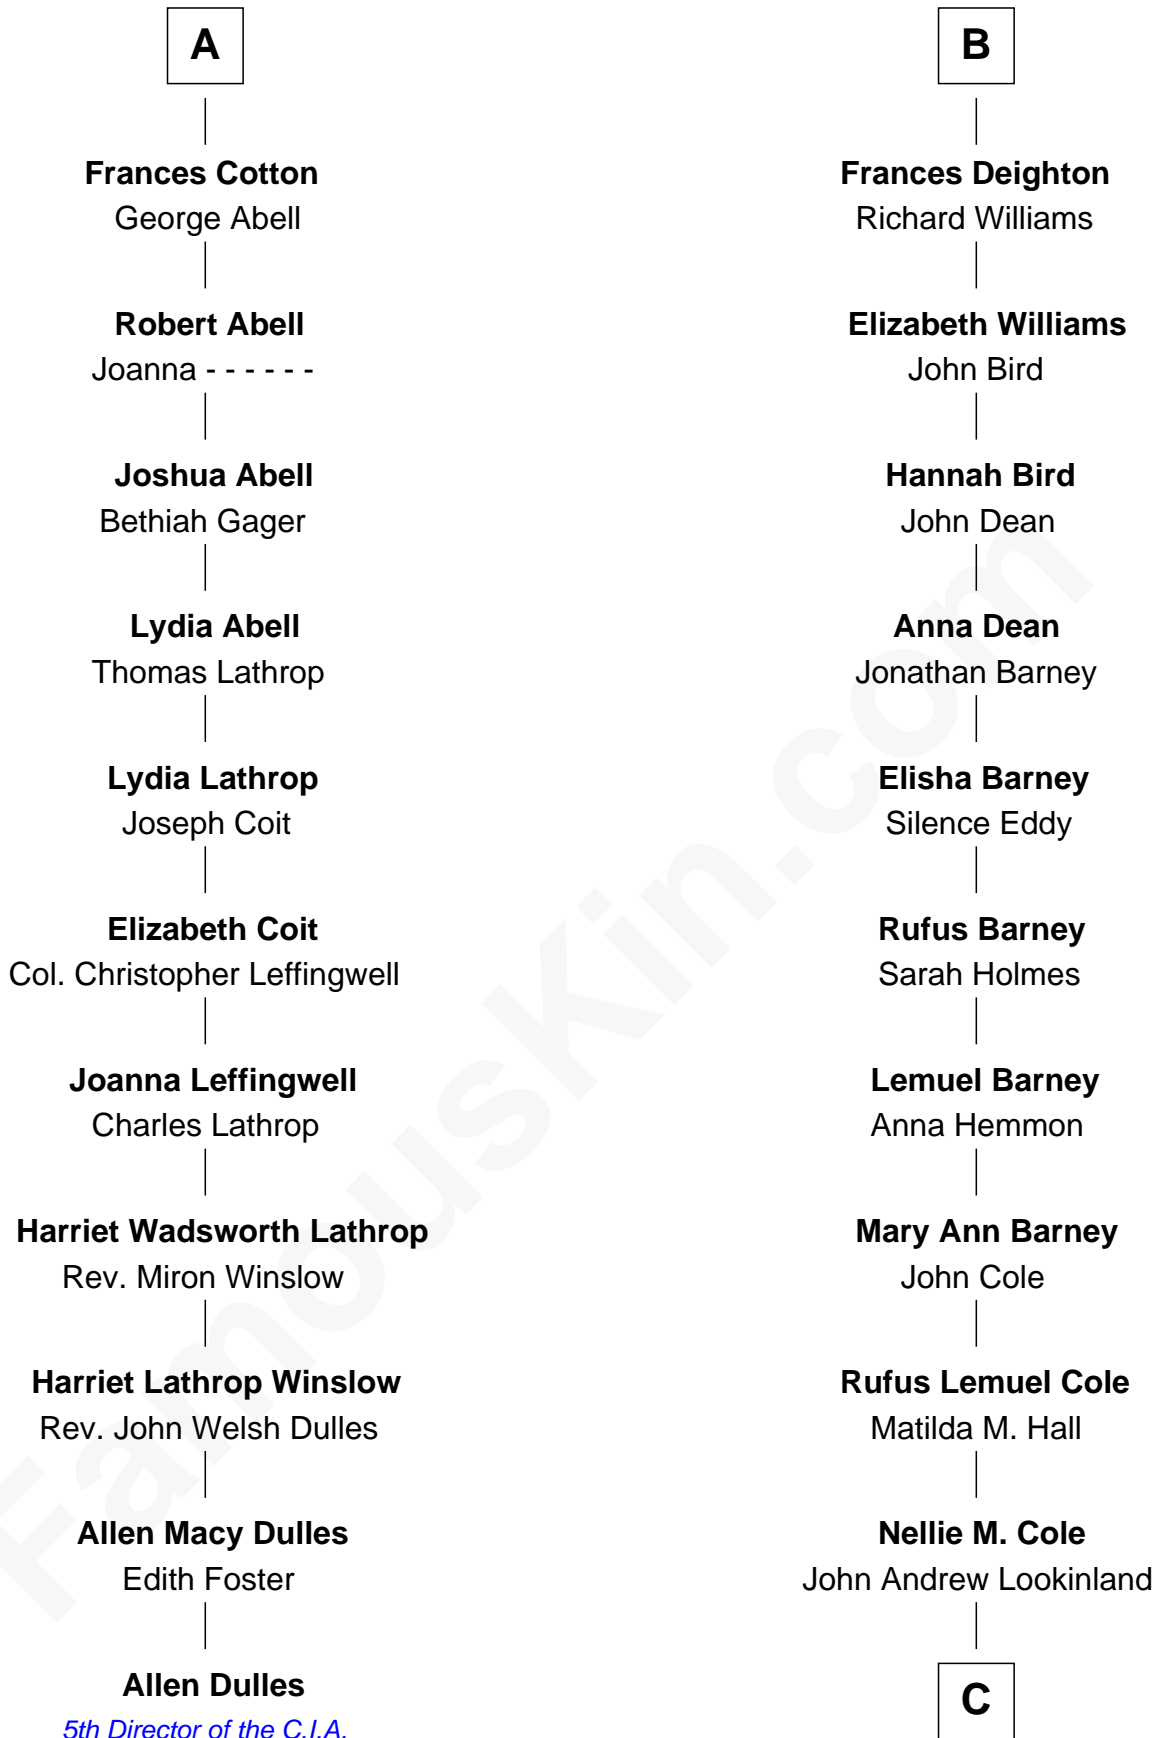 A
Frances Cotton
George Abell
Robert Abell
Joanna - - - - - -
Joshua Abell
Bethiah Gager
Lydia Abell
Thomas Lathrop
Lydia Lathrop
Joseph Coit
Elizabeth Coit
Col. Christopher Leffingwell
Joanna Leffingwell
Charles Lathrop
Harriet Wadsworth Lathrop
Rev. Miron Winslow
Harriet Lathrop Winslow
Rev. John Welsh Dulles
Allen Macy Dulles
Edith Foster
Allen Dulles
5th Director of the C.I.A.
B
Frances Deighton
Richard Williams
Elizabeth Williams
John Bird
Hannah Bird
John Dean
Anna Dean
Jonathan Barney
Elisha Barney
Silence Eddy
Rufus Barney
Sarah Holmes
Lemuel Barney
Anna Hemmon
Mary Ann Barney
John Cole
Rufus Lemuel Cole
Matilda M. Hall
Nellie M. Cole
John Andrew Lookinland
C
FamousKin.com